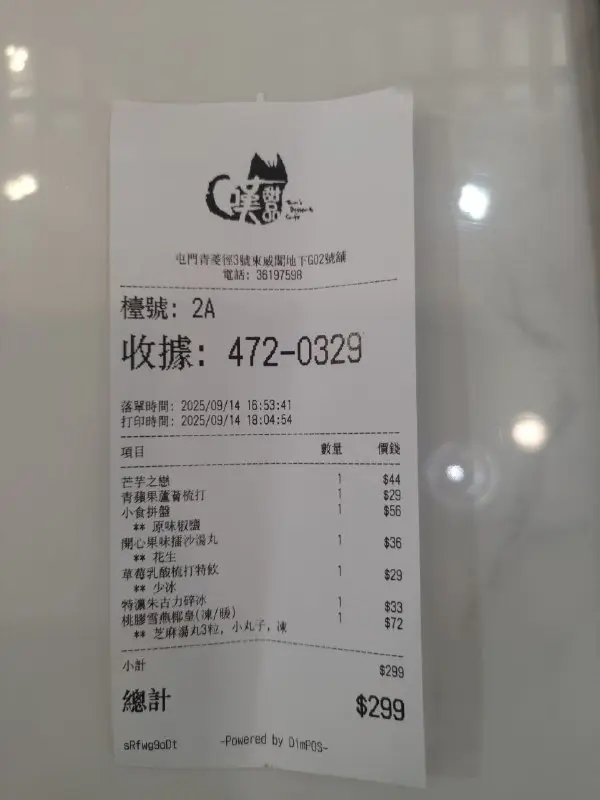 嘆豐
屯門青菱徑3號東威閣地下G02號舖
電話: 36197598
檯號: 2A
收據: 472-0329
落單時間: 2025/09/14 16:53:41
打印時間: 2025/09/14 18:04:54
項目 數量 價錢
芒芋之戀 1 $44
青蘋果蘆薈梳打 1 $29
小食拼盤 1 $56
** 原味椒鹽
開心果味擂沙湯丸 1 $36
** 花生
草莓乳酸梳打特飲 1 $29
** 少冰
特濃朱古力碎冰 1 $33
桃膠雪燕椰皇(凍/暖) 1 $72
** 芝麻湯丸3粒, 小丸子, 凍
小計 $299
總計 $299
sRfwg9aDt -Powered by DimPOS-